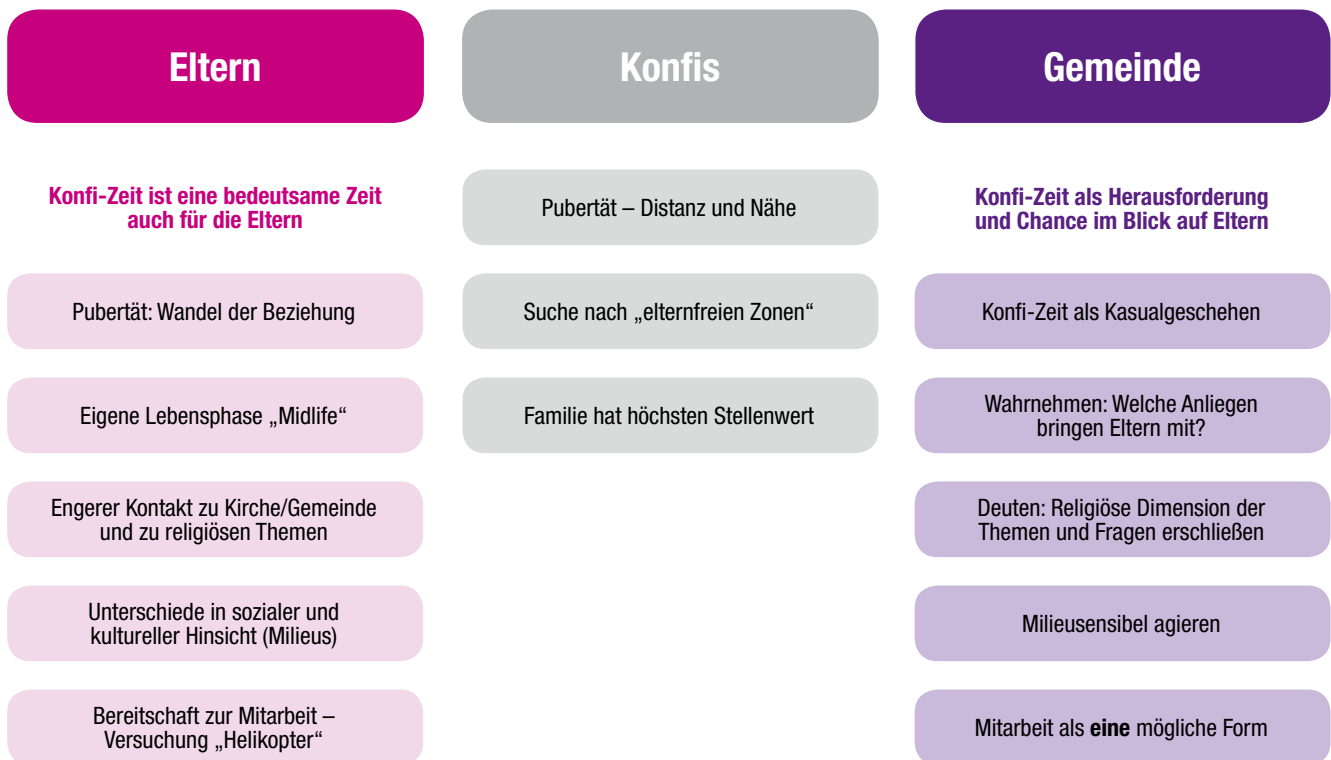 Eltern
Konfi-Zeit ist eine bedeutsame Zeit
auch für die Eltern
Pubertät: Wandel der Beziehung
Eigene Lebensphase „Midlife“
Engerer Kontakt zu Kirche/Gemeinde
und zu religiösen Themen
Unterschiede in sozialer und
kultureller Hinsicht (Milieus)
Bereitschaft zur Mitarbeit –
Versuchung „Helikopter“
Konfis
Pubertät – Distanz und Nähe
Suche nach „elternfreien Zonen“
Familie hat höchsten Stellenwert
Gemeinde
Konfi-Zeit als Herausforderung
und Chance im Blick auf Eltern
Konfi-Zeit als Kasualgeschehen
Wahrnehmen: Welche Anliegen
bringen Eltern mit?
Deuten: Religiöse Dimension der
Themen und Fragen erschließen
Milieusensibel agieren
Mitarbeit als eine mögliche Form